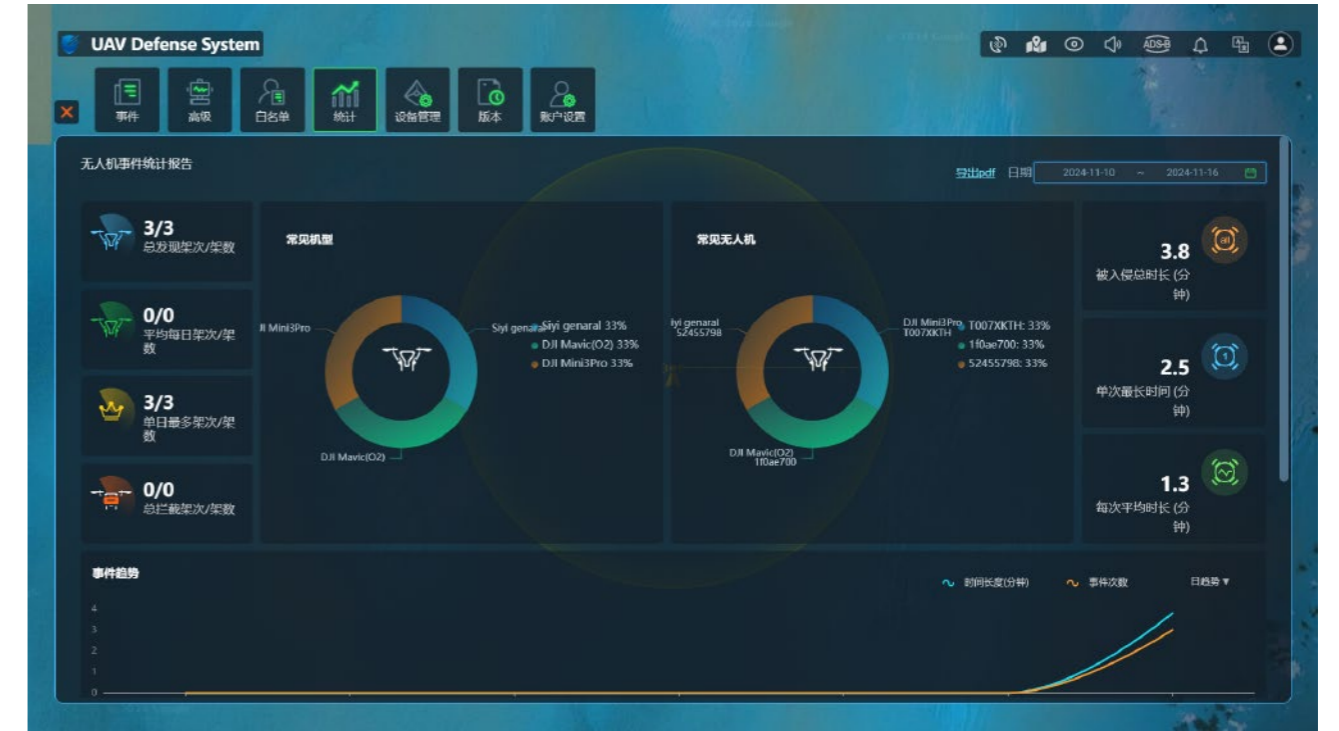 UAV Defense System
ADS-B
事件
高级
白名单
统计
设备管理
版本
账户设置
无人机事件统计报告
导出pdf 日期 2024-11-10 ~ 2024-11-16
3/3
总发现架次/架数
0/0
平均每日架次/架
数
3/3
单日最多架次/架
数
0/0
总拦截架次/架数
常见机型
JI Mini3Pro
Siyi genaral
DJI Mavic(O2)
Siyi genaral 33%
DJI Mavic(O2) 33%
DJI Mini3Pro 33%
常见无人机
iyi genaral
52455798
DJI Mini3Pro
T007XKTH
DJI Mavic(O2)
1f0ae700
T007XKTH: 33%
1f0ae700: 33%
52455798: 33%
all
3.8
被入侵总时长 (分
钟)
1
2.5
单次最长时间 (分
钟)
1.3
每次平均时长 (分
钟)
事件趋势
时间长度(分钟) 事件次数 日趋势▼
4
3
2
1
0